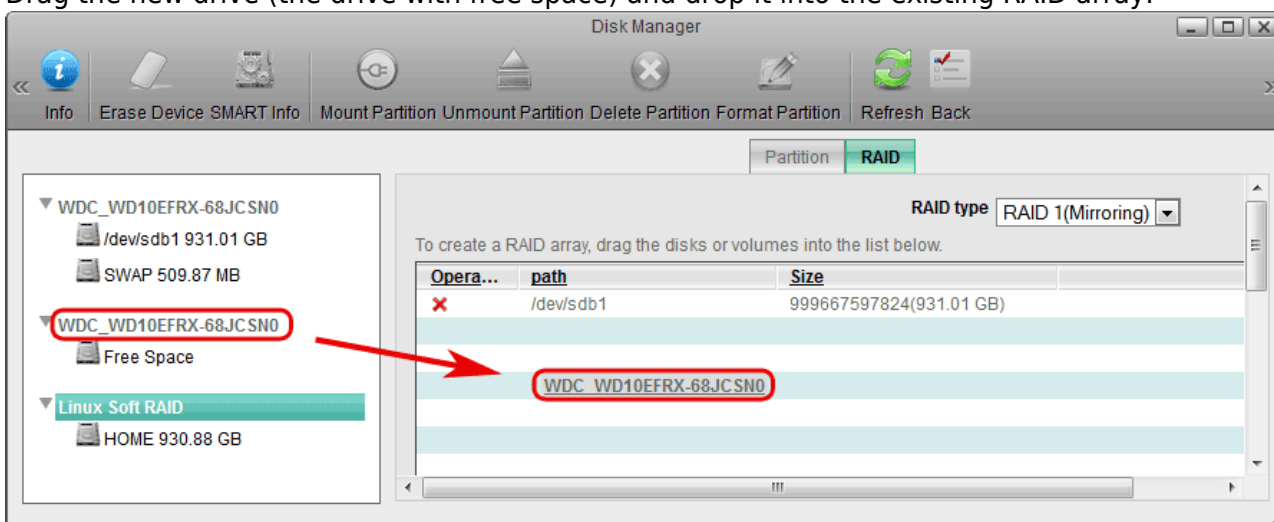 Drag the new drive (the drive with free space) and drop it into the existing RAID array.
Disk Manager
Info Erase Device SMART Info Mount Partition Unmount Partition Delete Partition Format Partition Refresh Back
Partition RAID
WDC_WD10EFRX-68JCSN0
/dev/sdb1 931.01 GB
SWAP 509.87 MB
WDC_WD10EFRX-68JCSN0
Free Space
Linux Soft RAID
HOME 930.88 GB
RAID type RAID 1(Mirroring)
To create a RAID array, drag the disks or volumes into the list below.
Opera... path Size
/dev/sdb1 999667597824(931.01 GB)
WDC_WD10EFRX-68JCSN0